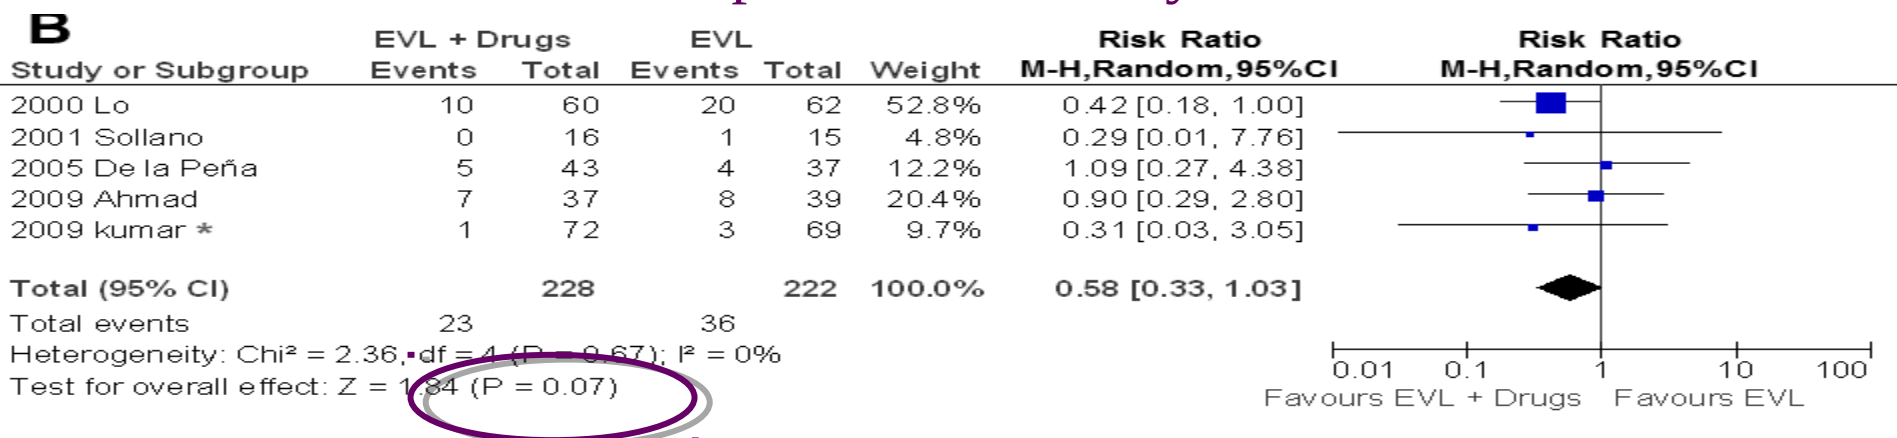 B
EVL + Drugs EVL Risk Ratio Risk Ratio
Study or Subgroup Events Total Events Total Weight M-H,Random,95%CI M-H,Random,95%CI
2000 Lo 10 60 20 62 52.8% 0.42 [0.18, 1.00]
2001 Sollano 0 16 1 15 4.8% 0.29 [0.01, 7.76]
2005 De la Peña 5 43 4 37 12.2% 1.09 [0.27, 4.38]
2009 Ahmad 7 37 8 39 20.4% 0.90 [0.29, 2.80]
2009 kumar * 1 72 3 69 9.7% 0.31 [0.03, 3.05]
Total (95% CI) 228 222 100.0% 0.58 [0.33, 1.03]
Total events 23 36
Heterogeneity: Chi² = 2.36, df = 4 (P = 0.67); I² = 0%
Test for overall effect: Z = 1.84 (P = 0.07)
0.01 0.1 1 10 100
Favours EVL + Drugs Favours EVL